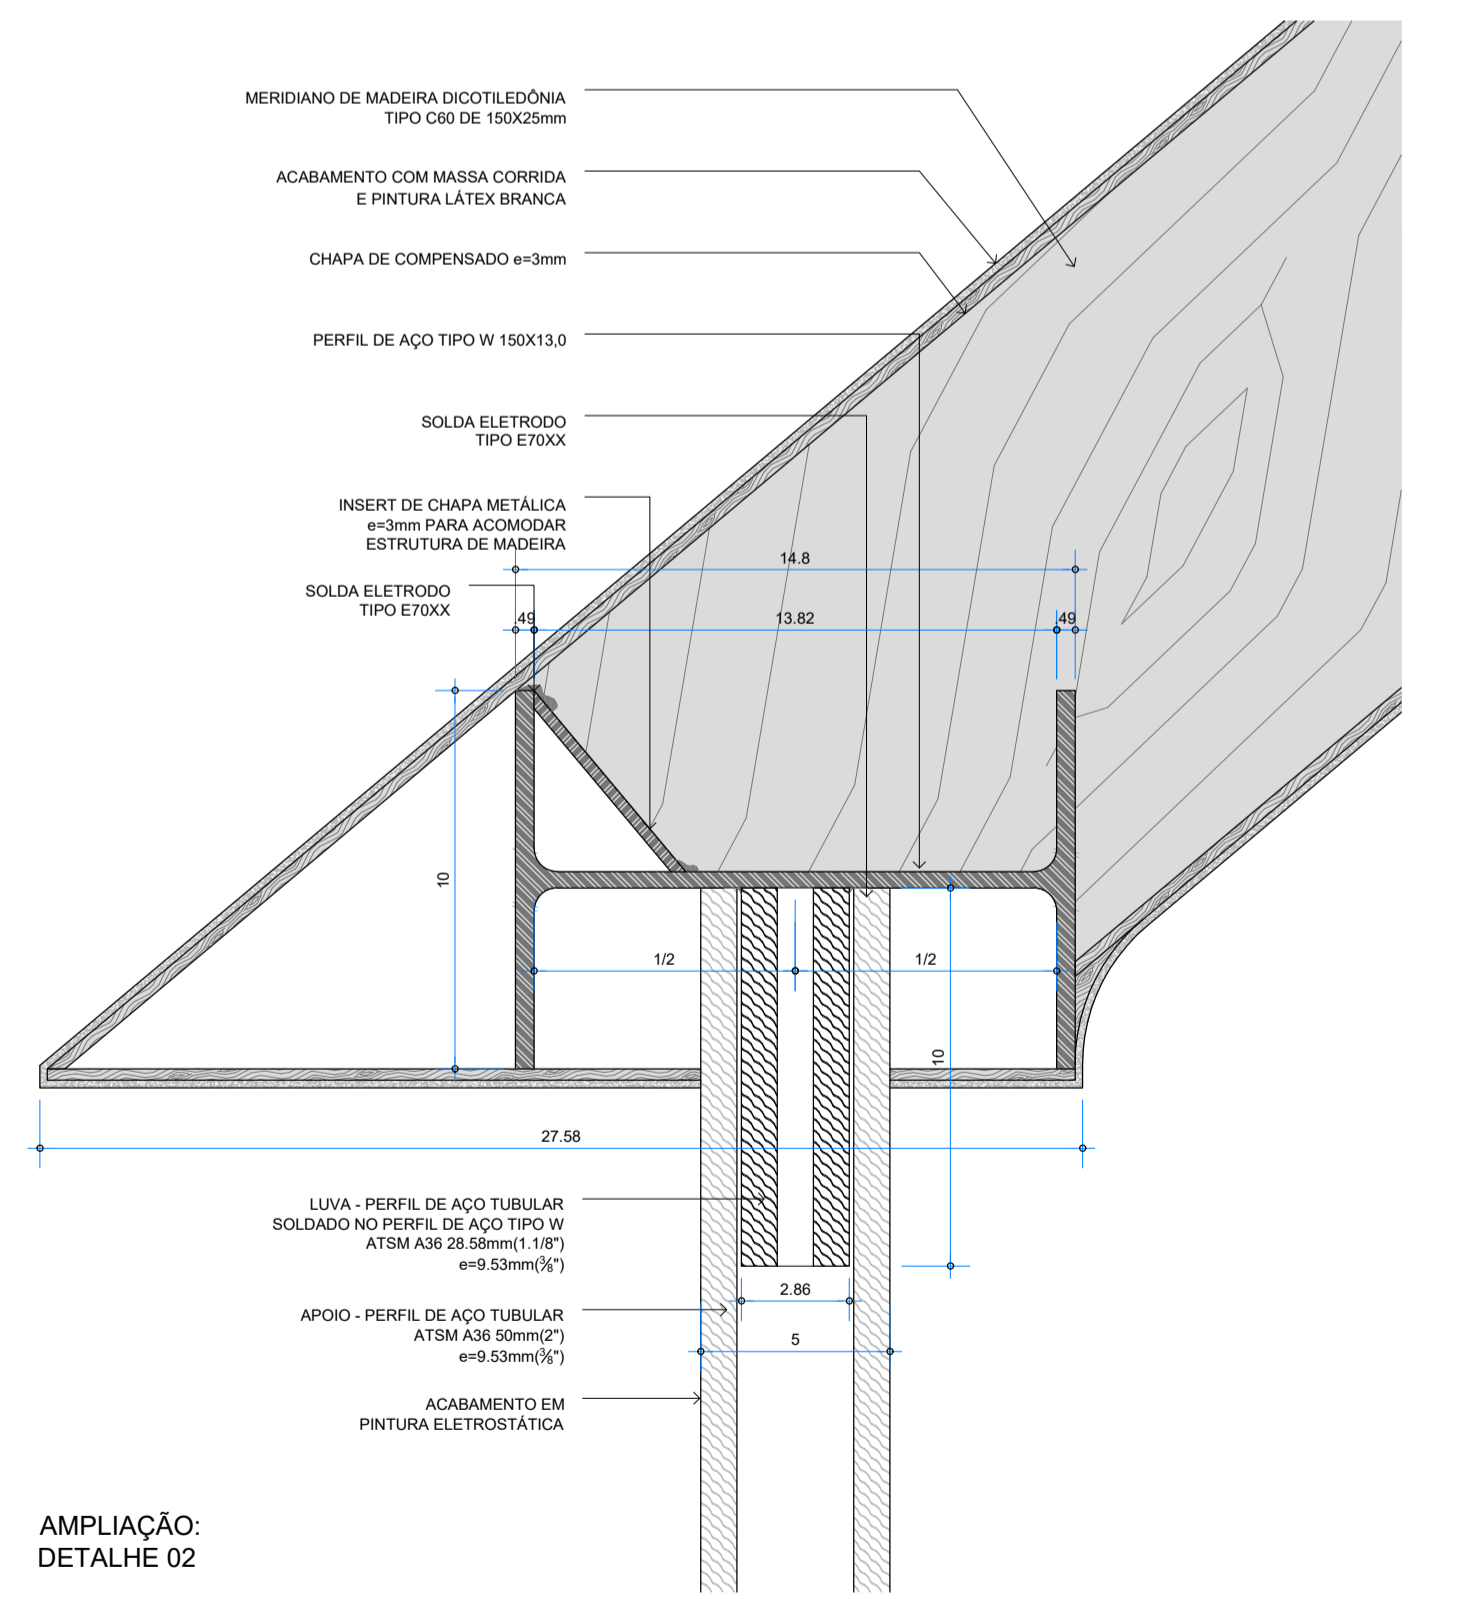 MERIDIANO DE MADEIRA DICOTILEDÔNIA
TIPO C60 DE 150X25mm
ACABAMENTO COM MASSA CORRIDA
E PINTURA LÁTEX BRANCA
CHAPA DE COMPENSADO e=3mm
PERFIL DE AÇO TIPO W 150X13,0
SOLDA ELETRODO
TIPO E70XX
INSERT DE CHAPA METÁLICA
e=3mm PARA ACOMODAR
ESTRUTURA DE MADEIRA
14.8
SOLDA ELETRODO
TIPO E70XX
.49
13.82
.49
10
1/2
1/2
10
27.58
LUVA - PERFIL DE AÇO TUBULAR
SOLDADO NO PERFIL DE AÇO TIPO W
ATSM A36 28.58mm(1.1/8")
e=9.53mm(⅜")
2.86
APOIO - PERFIL DE AÇO TUBULAR
ATSM A36 50mm(2")
e=9.53mm(⅜")
5
ACABAMENTO EM
PINTURA ELETROSTÁTICA
AMPLIAÇÃO:
DETALHE 02